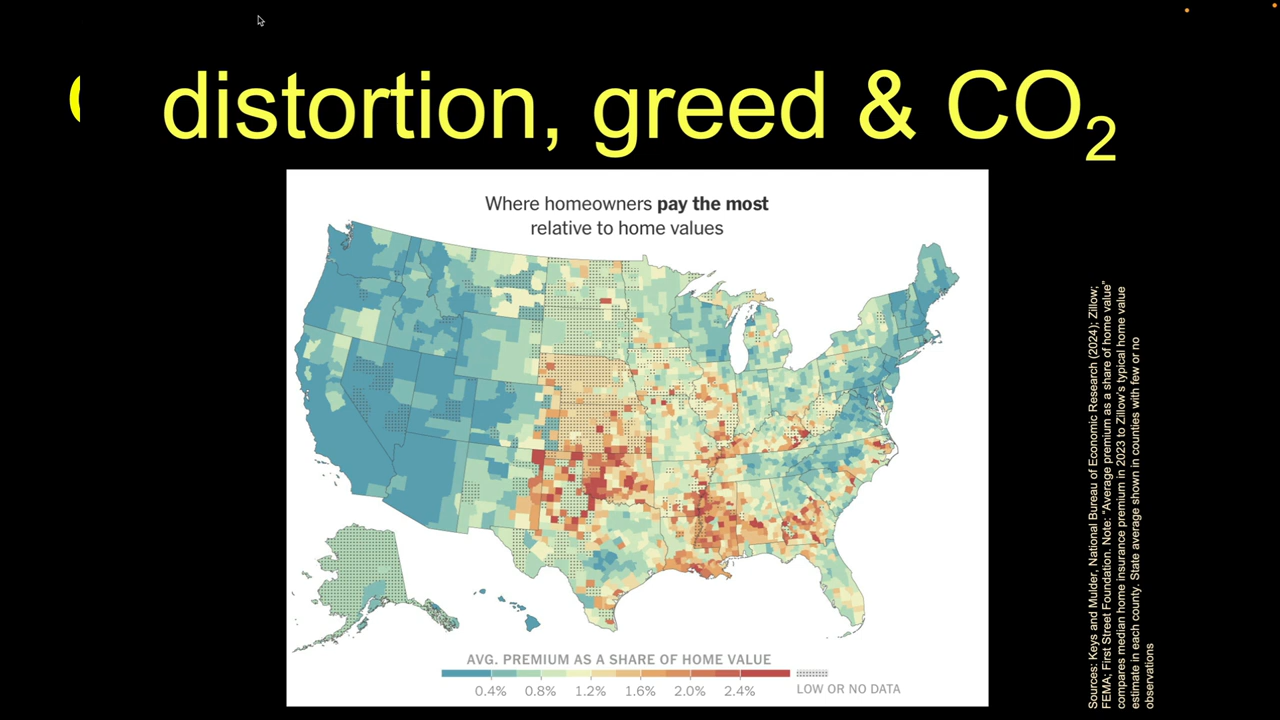 distortion, greed & CO₂
Where homeowners pay the most
relative to home values
AVG. PREMIUM AS A SHARE OF HOME VALUE
0.4% 0.8% 1.2% 1.6% 2.0% 2.4%
LOW OR NO DATA
Sources: Keys and Mulder, National Bureau of Economic Research (2024); Zillow;
FEMA; First Street Foundation. Note: "Average premium as a share of home value"
compares median home insurance premium in 2023 to Zillow's typical home value
estimate in each county. State average shown in counties with few or no
observations